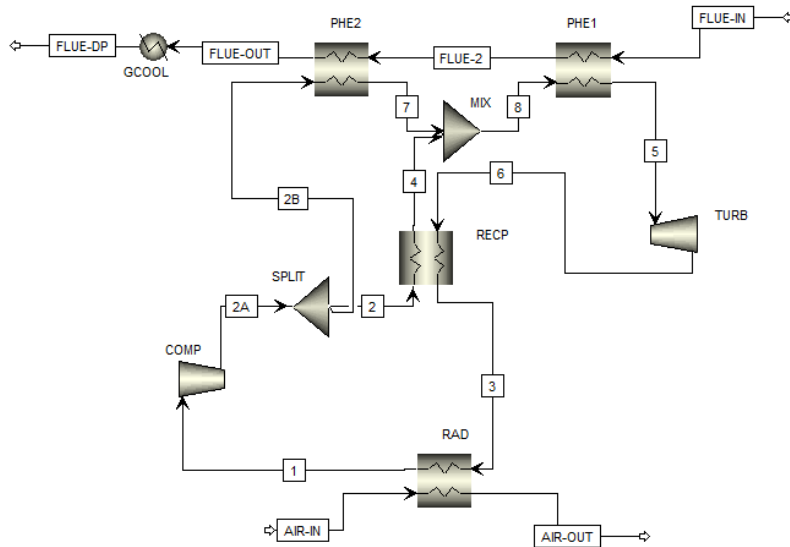 PHE2
PHE1
FLUE-IN
FLUE-DP
FLUE-OUT
FLUE-2
GCOOL
7
MIX
8
5
4
6
2B
TURB
RECP
SPLIT
2A
2
COMP
3
RAD
1
AIR-IN
AIR-OUT